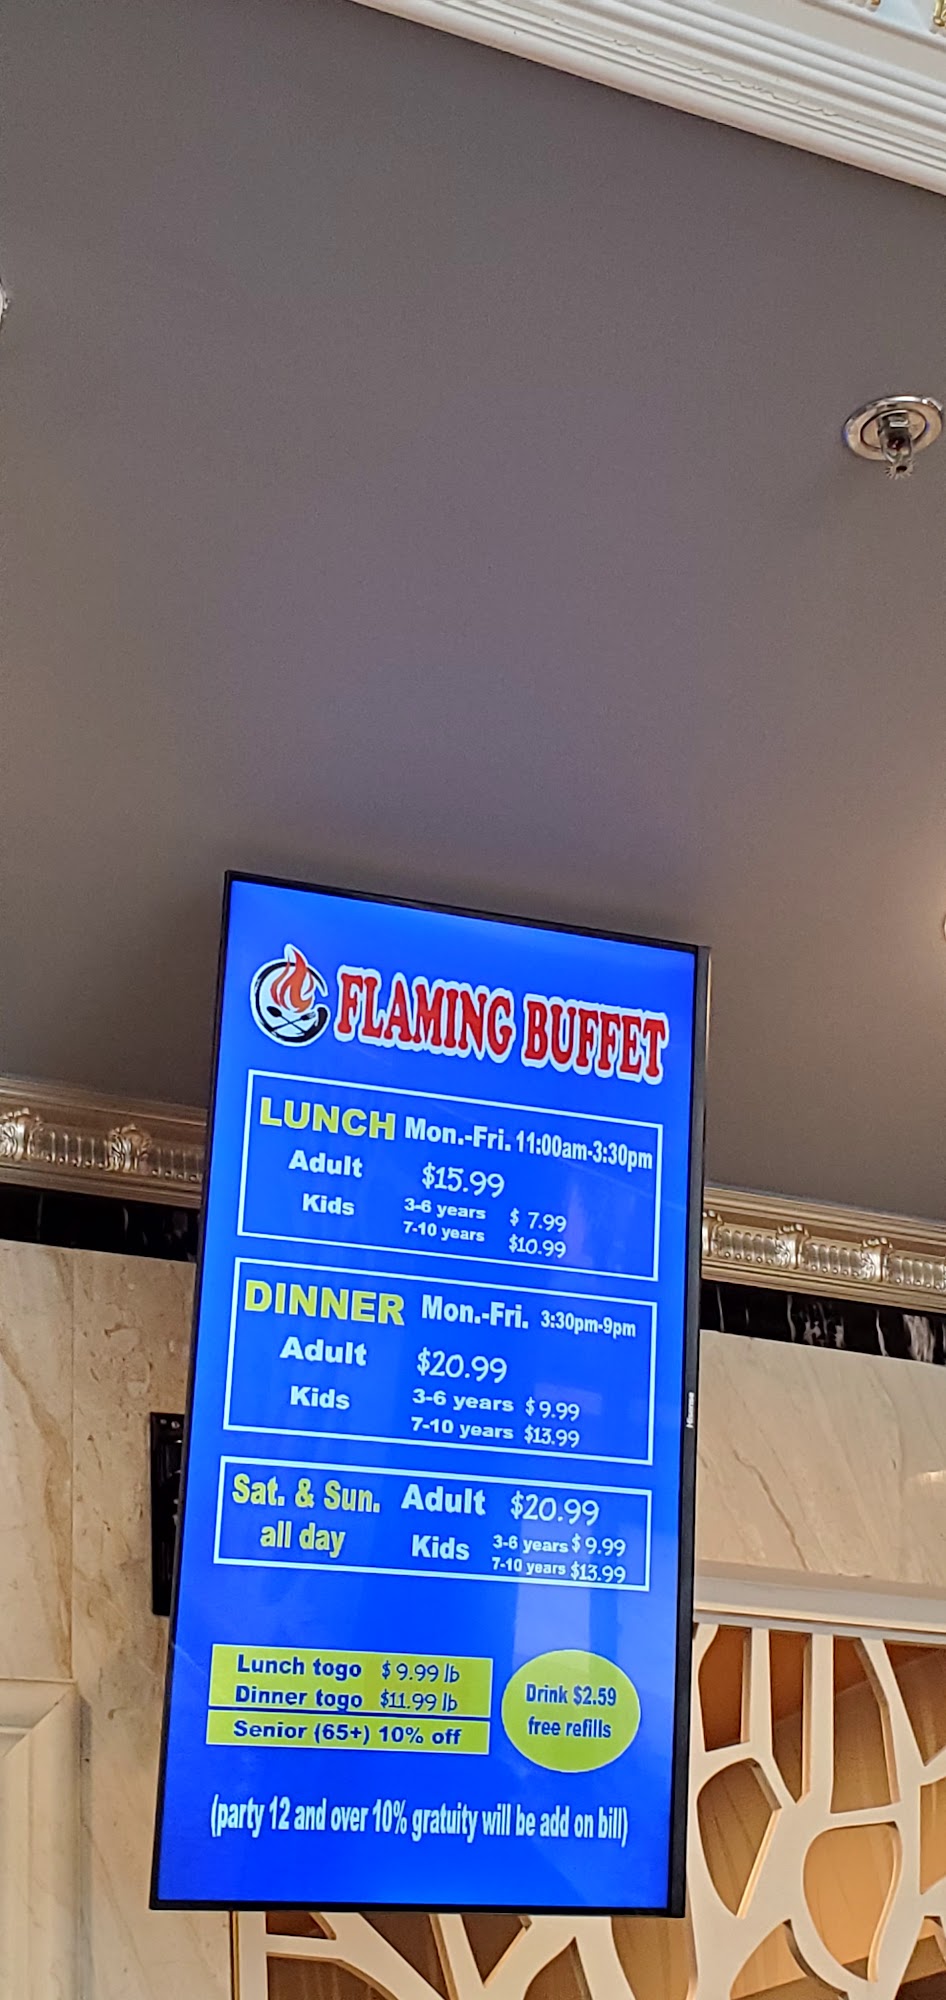 FLAMING BUFFET
LUNCH Mon.-Fri. 11:00am-3:30pm
Adult $15.99
Kids 3-6 years $ 7.99
7-10 years $10.99
DINNER Mon.-Fri. 3:30pm-9pm
Adult $20.99
Kids 3-6 years $ 9.99
7-10 years $13.99
Sat. & Sun. Adult $20.99
all day Kids 3-6 years $ 9.99
7-10 years $13.99
Lunch togo $ 9.99 lb
Dinner togo $11.99 lb
Senior (65+) 10% off
Drink $2.59
free refills
(party 12 and over 10% gratuity will be add on bill)
Hisense